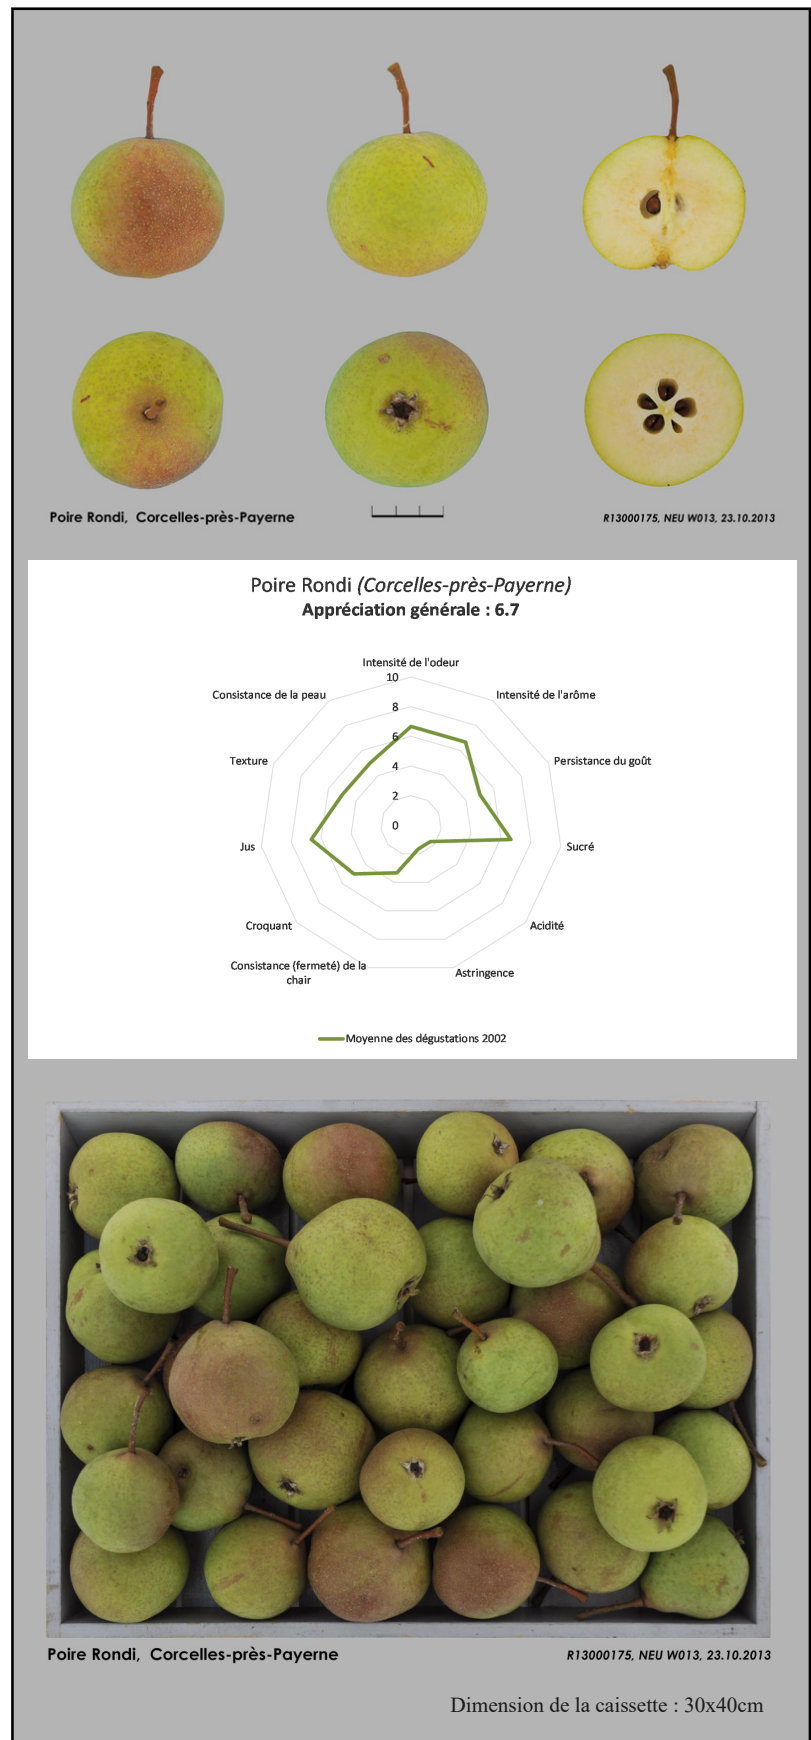 Poire Rondi, Corcelles-près-Payerne
R13000175, NEU W013, 23.10.2013
Poire Rondi (Corcelles-près-Payerne)
Appréciation générale : 6.7
Intensité de l'odeur
Intensité de l'arôme
Persistance du goût
Sucré
Acidité
Astringence
Consistance (fermeté) de la
chair
Croquant
Jus
Texture
Consistance de la peau
10
8
6
4
2
0
Moyenne des dégustations 2002
Poire Rondi, Corcelles-près-Payerne
R13000175, NEU W013, 23.10.2013
Dimension de la caissette : 30x40cm